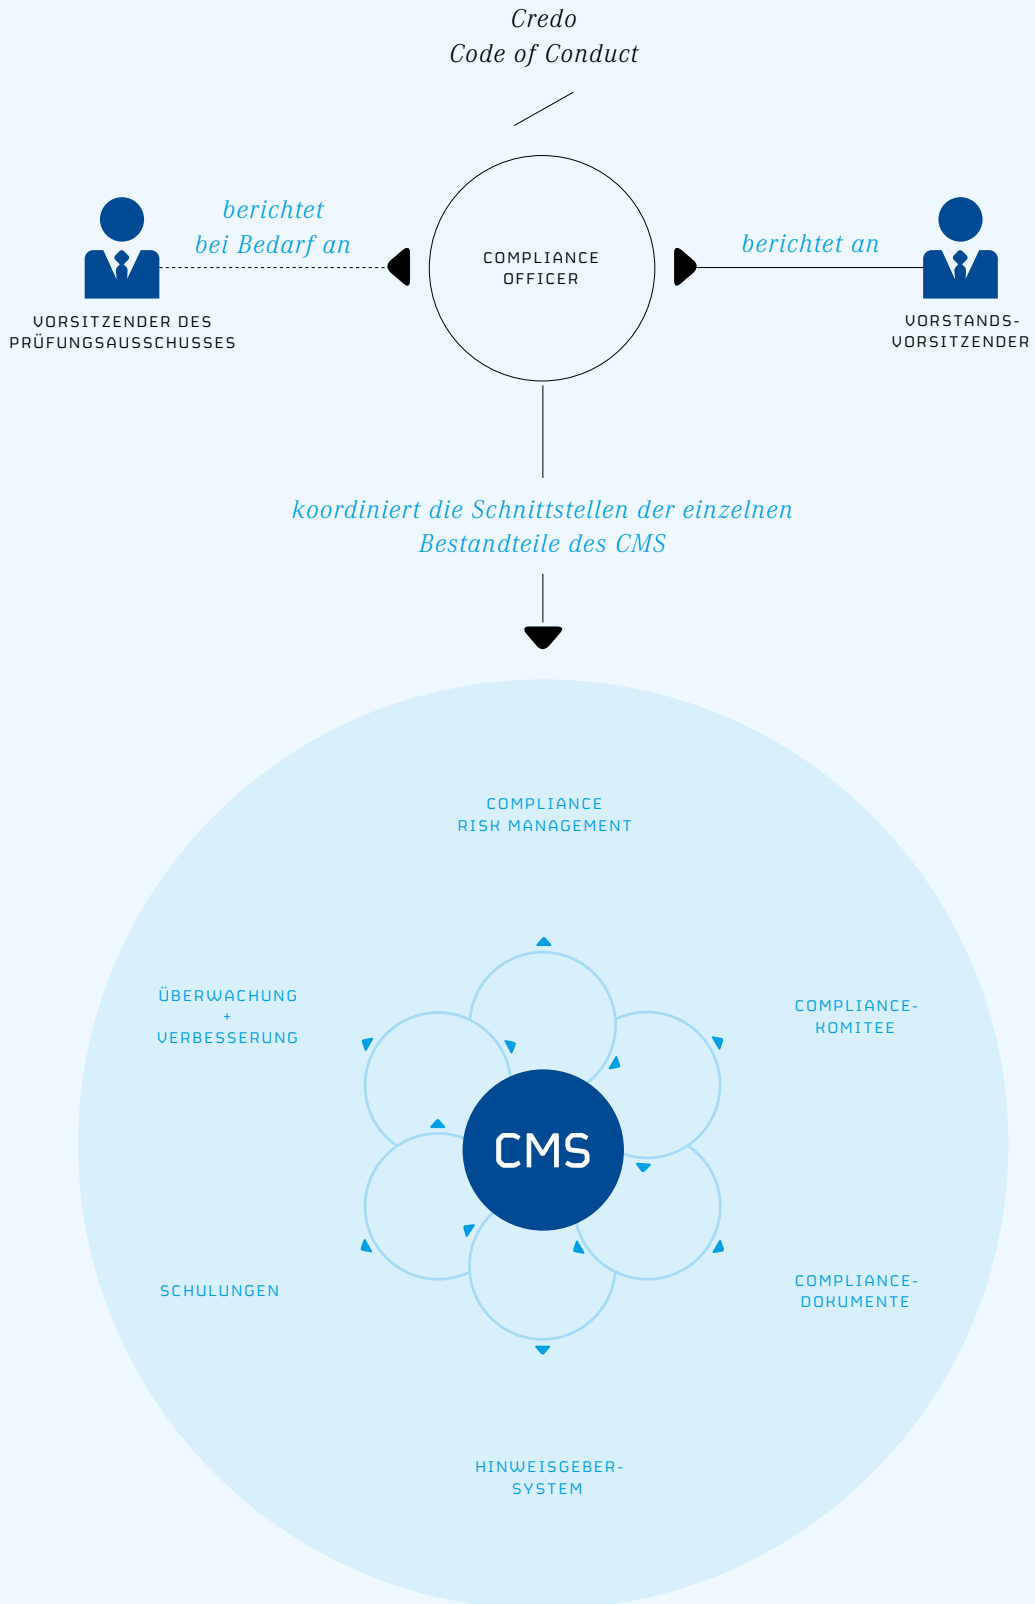 Credo
Code of Conduct
berichtet
bei Bedarf an
COMPLIANCE
OFFICER
berichtet an
VORSITZENDER DES
PRÜFUNGSAUSSCHUSSES
VORSTANDS-
VORSITZENDER
koordiniert die Schnittstellen der einzelnen
Bestandteile des CMS
COMPLIANCE
RISK MANAGEMENT
ÜBERWACHUNG
+
VERBESSERUNG
COMPLIANCE-
KOMITEE
CMS
SCHULUNGEN
COMPLIANCE-
DOKUMENTE
HINWEISGEBER-
SYSTEM